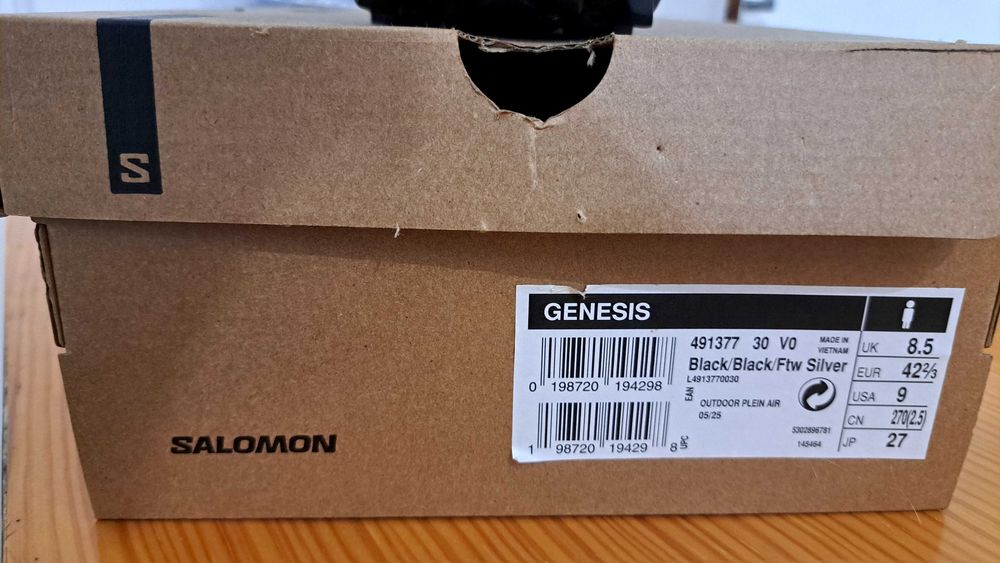 S
SALOMON
GENESIS
491377 30 V0
MADE IN
VIETNAM
Black/Black/Ftw Silver
L4913770030
EAN
0 198720 194298
OUTDOOR PLEIN AIR
05/25
1 98720 19429 8
UPC
5302896781
145464
UK 8.5
EUR 42⅔
USA 9
CN 270(2.5)
JP 27